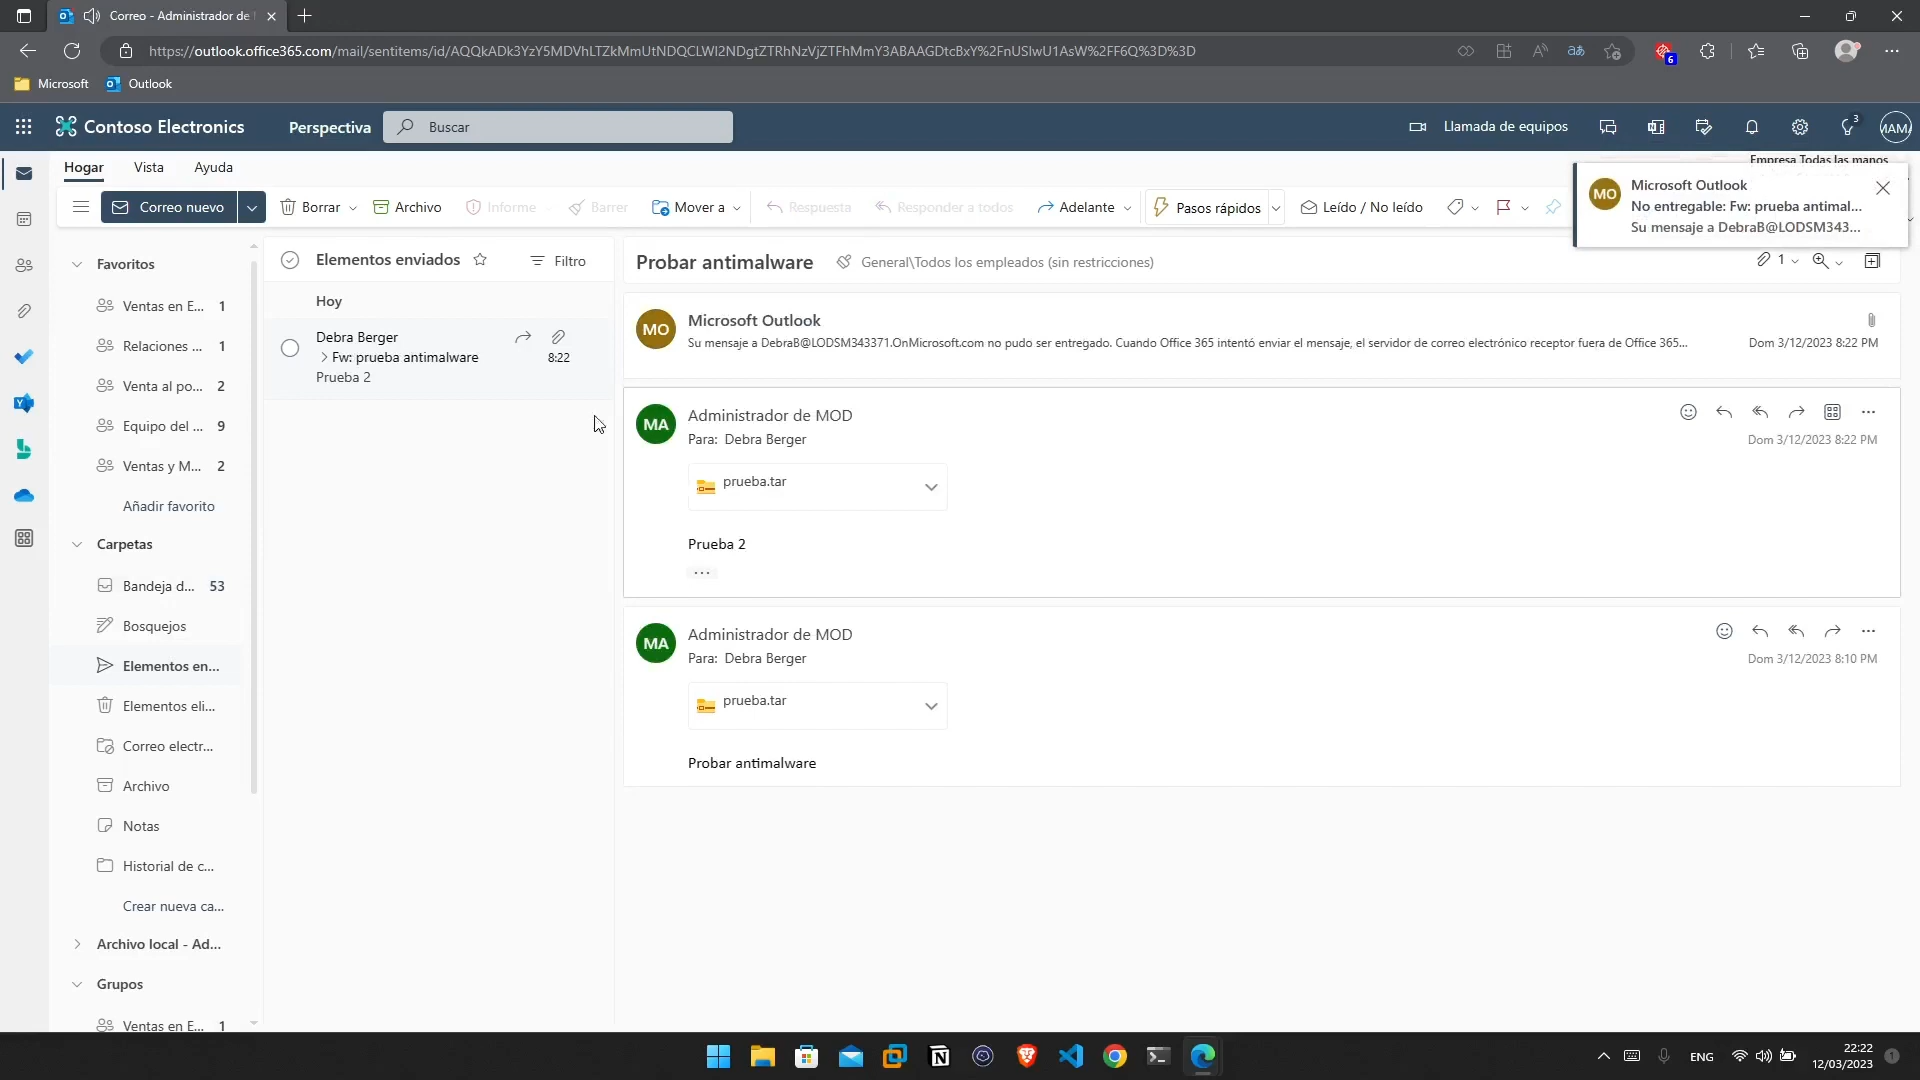 Correo - Administrador de
https://outlook.office365.com/mail/sentitems/id/AQQkADk3YzY5MDVhLTZkMmUtNDQCLWI2NDgtZTRhNzVjZTFhMmY3ABAAGDtcBxY%2FnUSlwU1AsW%2FF6Q%3D%3D
aあ
6
Microsoft
Outlook
Contoso Electronics
Perspectiva
Buscar
Llamada de equipos
3
Hogar
Vista
Ayuda
Empresa Todas las manos
Correo nuevo
Borrar
Archivo
Informe
Barrer
Mover a
Respuesta
Responder a todos
Adelante
Pasos rápidos
Leído / No leído
MO
Microsoft Outlook
No entregable: Fw: prueba antimal...
Su mensaje a DebraB@LODSM343...
Favoritos
Ventas en E... 1
Relaciones ... 1
Venta al po... 2
Equipo del ... 9
Ventas y M... 2
Añadir favorito
Carpetas
Bandeja d... 53
Bosquejos
Elementos en...
Elementos eli...
Correo electr...
Archivo
Notas
Historial de c...
Crear nueva ca...
Archivo local - Ad...
Grupos
Ventas en E... 1
Elementos enviados
Filtro
Hoy
Debra Berger
Fw: prueba antimalware 8:22
Prueba 2
Probar antimalware
General\Todos los empleados (sin restricciones)
1
MO
Microsoft Outlook
Su mensaje a DebraB@LODSM343371.OnMicrosoft.com no pudo ser entregado. Cuando Office 365 intentó enviar el mensaje, el servidor de correo electrónico receptor fuera de Office 365...
Dom 3/12/2023 8:22 PM
MA
Administrador de MOD
Para: Debra Berger
Dom 3/12/2023 8:22 PM
prueba.tar
Prueba 2
...
MA
Administrador de MOD
Para: Debra Berger
Dom 3/12/2023 8:10 PM
prueba.tar
Probar antimalware
ENG
22:22
12/03/2023
1